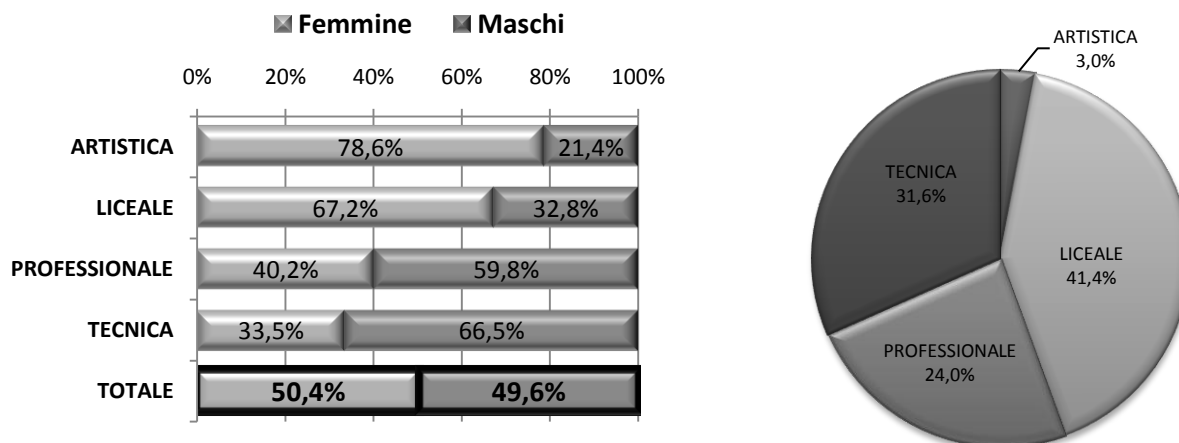 Femmine Maschi
0% 20% 40% 60% 80% 100%
ARTISTICA 78,6% 21,4%
LICEALE 67,2% 32,8%
PROFESSIONALE 40,2% 59,8%
TECNICA 33,5% 66,5%
TOTALE 50,4% 49,6%
ARTISTICA
3,0%
TECNICA
31,6%
LICEALE
41,4%
PROFESSIONALE
24,0%